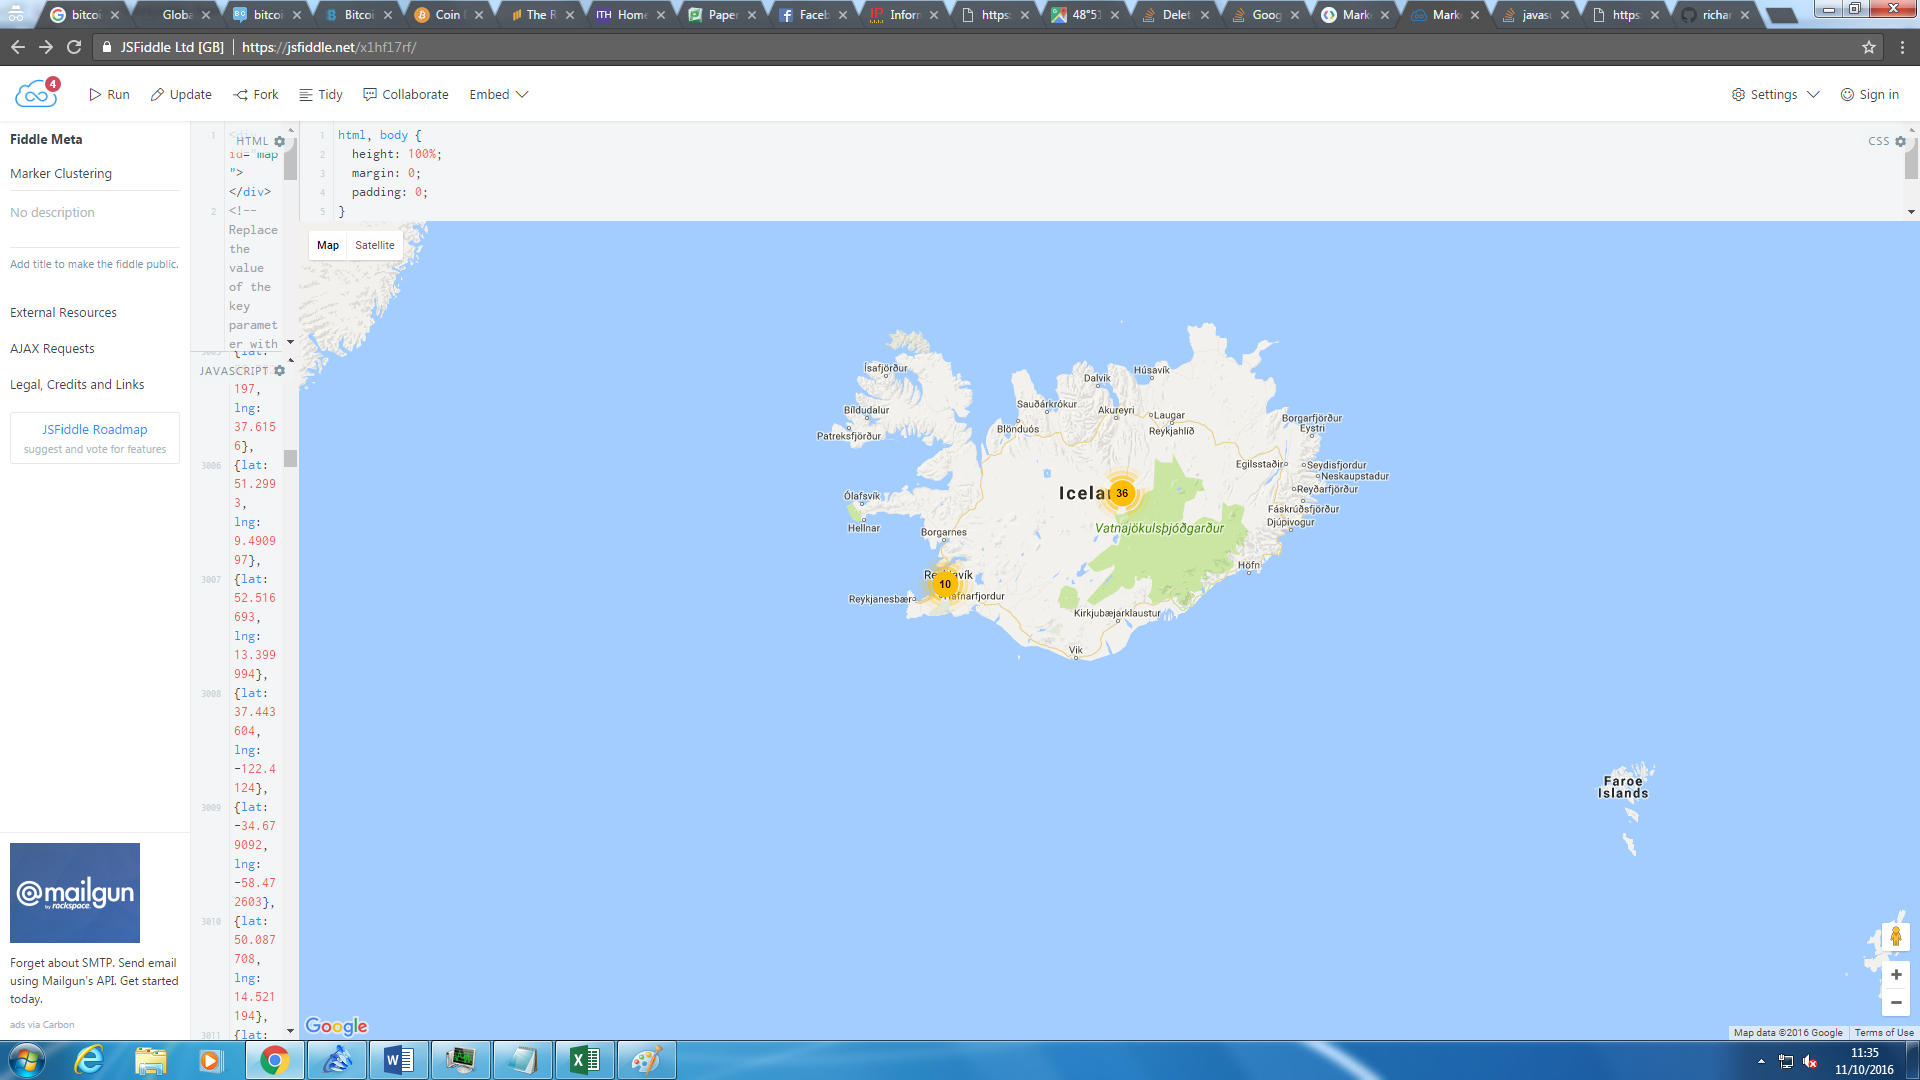 bitcoi
Globa
bitcoi
Bitcoi
Coin
The R
Home
Paper
Faceb
Inform
https:
48°51
Delet
Goog
Mark
Mark
javas
https:
richar
JSFiddle Ltd [GB] https://jsfiddle.net/x1hf17rf/
4
Run
Update
Fork
Tidy
Collaborate
Embed
Settings
Sign in
Fiddle Meta
Marker Clustering
No description
Add title to make the fiddle public.
External Resources
AJAX Requests
Legal, Credits and Links
JSFiddle Roadmap
suggest and vote for features
@mailgun
by rackspace
Forget about SMTP. Send email
using Mailgun's API. Get started
today.
ads via Carbon
HTML
1 <div
id="map
">
</div>
2 <!--
Replace
the
value
of the
key
paramet
er with
JAVASCRIPT
3005 {lat:
197,
lng:
37.615
6},
3006 {lat:
51.299
3,
lng:
9.4909
97},
3007 {lat:
52.516
693,
lng:
13.399
994},
3008 {lat:
37.443
604,
lng:
-122.4
124},
3009 {lat:
-34.67
9092,
lng:
-58.47
2603},
3010 {lat:
50.087
708,
lng:
14.521
194},
3011 {lat:
CSS
1 html, body {
2 height: 100%;
3 margin: 0;
4 padding: 0;
5 }
Map
Satellite
Ísafjörður
Bíldudalur
Patreksfjörður
Sauðárkrókur
Blönduós
Dalvik
Akureyri
Húsavík
Laugar
Reykjahlíð
Borgarfjörður
Eystri
Egilsstaðir
Seydisfjordur
Neskaupstadur
Reyðarfjörður
Fáskrúðsfjörður
Djúpivogur
Ólafsvík
Hellnar
Borgarnes
Icela
36
Vatnajökulsþjóðgarður
Höfn
10
Reykjanesbær
Kirkjubæjarklaustur
Vik
Faroe
Islands
Google
Map data ©2016 Google
Terms of Use
11:35
11/10/2016